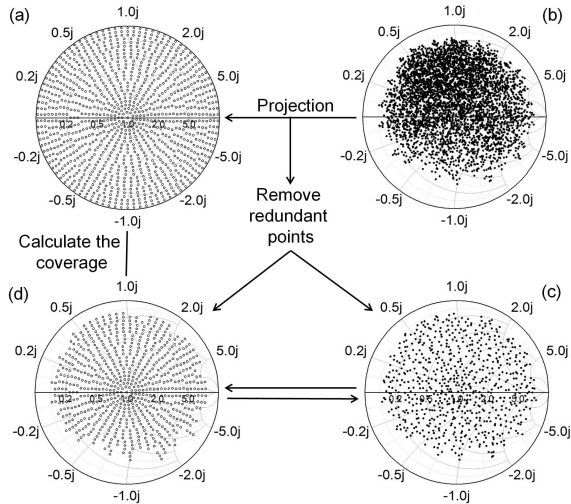 (a)
1.0j
0.5j
2.0j
0.2j
5.0j
0.2 0.5 1.0 2.0 5.0
-0.2j
-5.0j
-0.5j
-2.0j
-1.0j
(b)
1.0j
0.5j
2.0j
0.2j
5.0j
-0.2j
-5.0j
-0.5j
-2.0j
-1.0j
Projection
Remove
redundant
points
Calculate the
coverage
(d)
1.0j
0.5j
2.0j
0.2j
5.0j
0.2 0.5 1.0 2.0 5.0
-0.2j
-5.0j
-0.5j
-2.0j
-1.0j
(c)
1.0j
0.5j
2.0j
0.2j
5.0j
0.2 0.5 1.0 2.0 5.0
-0.2j
-5.0j
-0.5j
-2.0j
-1.0j